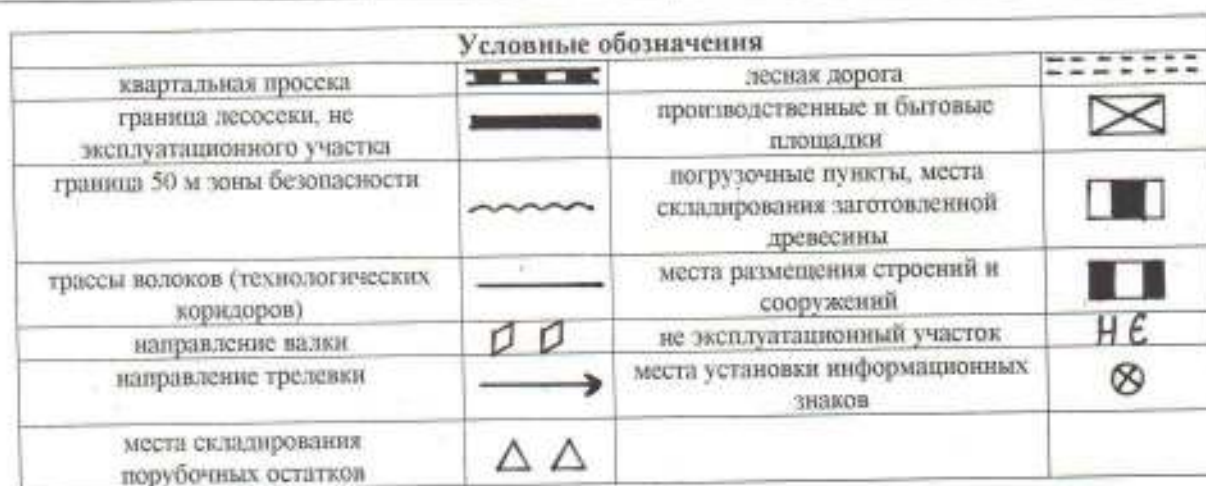 Условные обозначения
квартальная просека
лесная дорога
граница лесосеки, не
эксплуатационного участка
производственные и бытовые
площадки
граница 50 м зоны безопасности
погрузочные пункты, места
складирования заготовленной
древесины
трассы волоков (технологических
коридоров)
места размещения строений и
сооружений
направление валки
не эксплуатационный участок
Н Е
направление трелевки
места установки информационных
знаков
места складирования
порубочных остатков